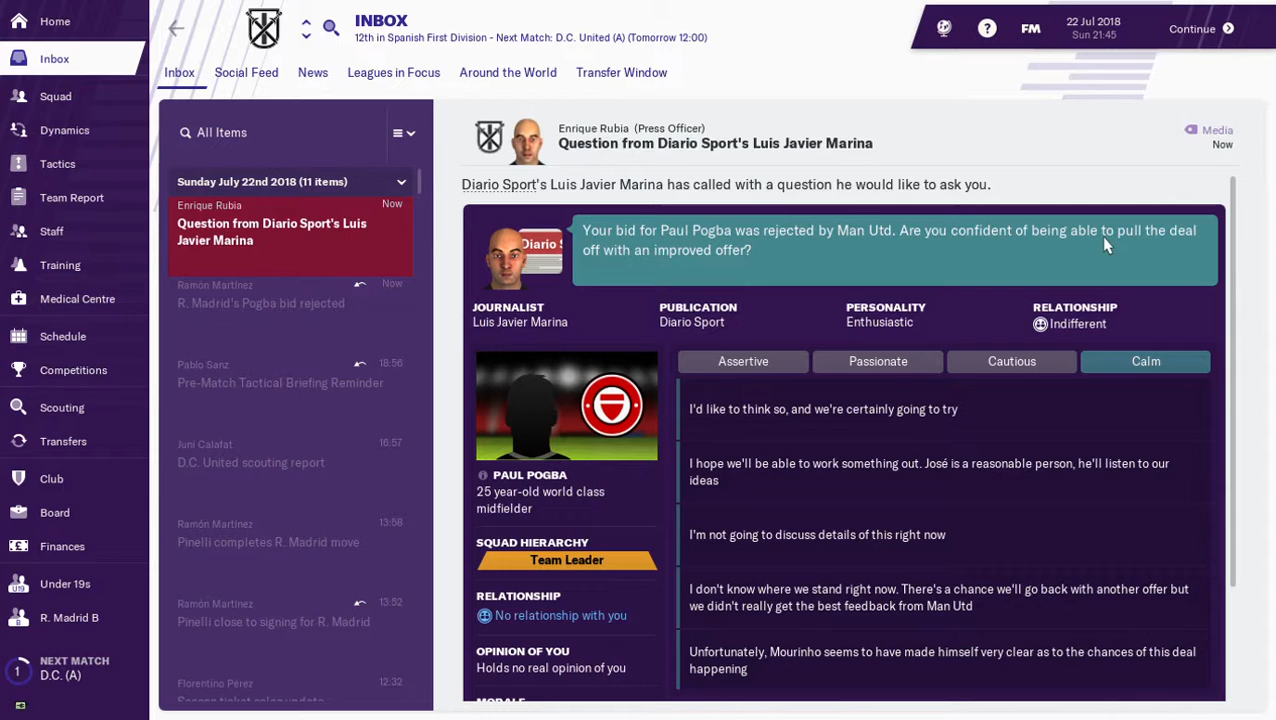 Home
Inbox
Squad
Dynamics
Tactics
Team Report
Staff
Training
Medical Centre
Schedule
Competitions
Scouting
Transfers
Club
Board
Finances
U19
Under 19s
B
R. Madrid B
1
NEXT MATCH
D.C. (A)
INBOX
12th in Spanish First Division - Next Match: D.C. United (A) (Tomorrow 12:00)
?
FM
22 Jul 2018
Sun 21:45
Continue
Inbox
Social Feed
News
Leagues in Focus
Around the World
Transfer Window
All Items
Sunday July 22nd 2018 (11 items)
Enrique Rubia
Now
Question from Diario Sport's Luis
Javier Marina
Ramón Martínez
Now
R. Madrid's Pogba bid rejected
Pablo Sanz
18:56
Pre-Match Tactical Briefing Reminder
Juni Calafat
16:57
D.C. United scouting report
Ramón Martínez
13:58
Pinelli completes R. Madrid move
Ramón Martínez
13:52
Pinelli close to signing for R. Madrid
Florentino Pérez
12:32
Season ticket sales update
Enrique Rubia (Press Officer)
Question from Diario Sport's Luis Javier Marina
Media
Now
Diario Sport's Luis Javier Marina has called with a question he would like to ask you.
Diario S
Your bid for Paul Pogba was rejected by Man Utd. Are you confident of being able to pull the deal
off with an improved offer?
JOURNALIST
Luis Javier Marina
PUBLICATION
Diario Sport
PERSONALITY
Enthusiastic
RELATIONSHIP
Indifferent
Assertive
Passionate
Cautious
Calm
PAUL POGBA
25 year-old world class
midfielder
SQUAD HIERARCHY
Team Leader
RELATIONSHIP
No relationship with you
OPINION OF YOU
Holds no real opinion of you
MORALE
I'd like to think so, and we're certainly going to try
I hope we'll be able to work something out. José is a reasonable person, he'll listen to our
ideas
I'm not going to discuss details of this right now
I don't know where we stand right now. There's a chance we'll go back with another offer but
we didn't really get the best feedback from Man Utd
Unfortunately, Mourinho seems to have made himself very clear as to the chances of this deal
happening